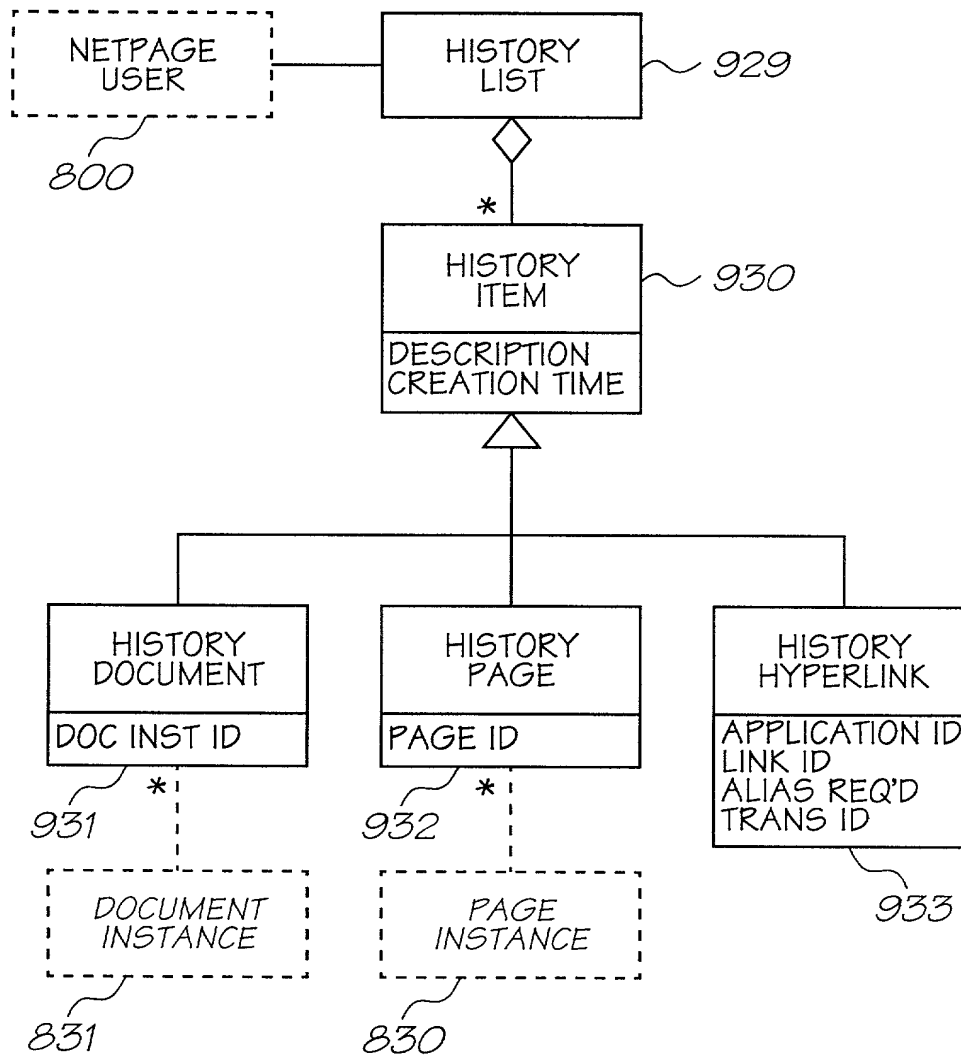 NETPAGE
USER
HISTORY
LIST
929
800
*
HISTORY
ITEM
930
DESCRIPTION
CREATION TIME
HISTORY
DOCUMENT
HISTORY
PAGE
HISTORY
HYPERLINK
DOC INST ID
PAGE ID
APPLICATION ID
LINK ID
ALIAS REQ'D
TRANS ID
931
*
932
*
933
DOCUMENT
INSTANCE
PAGE
INSTANCE
831
830